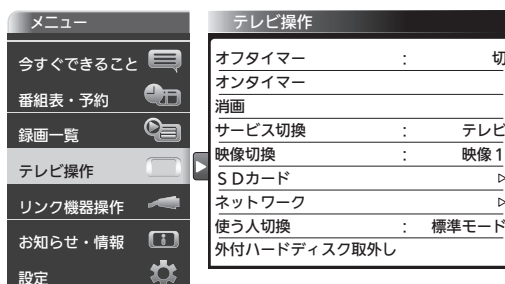 メニュー
今すぐできること
番組表・予約
録画一覧
テレビ操作
リンク機器操作
お知らせ・情報
設定
テレビ操作
オフタイマー : 切
オンタイマー
消画
サービス切換 : テレビ
映像切換 : 映像1
SDカード
ネットワーク
使う人切換 : 標準モード
外付ハードディスク取外し